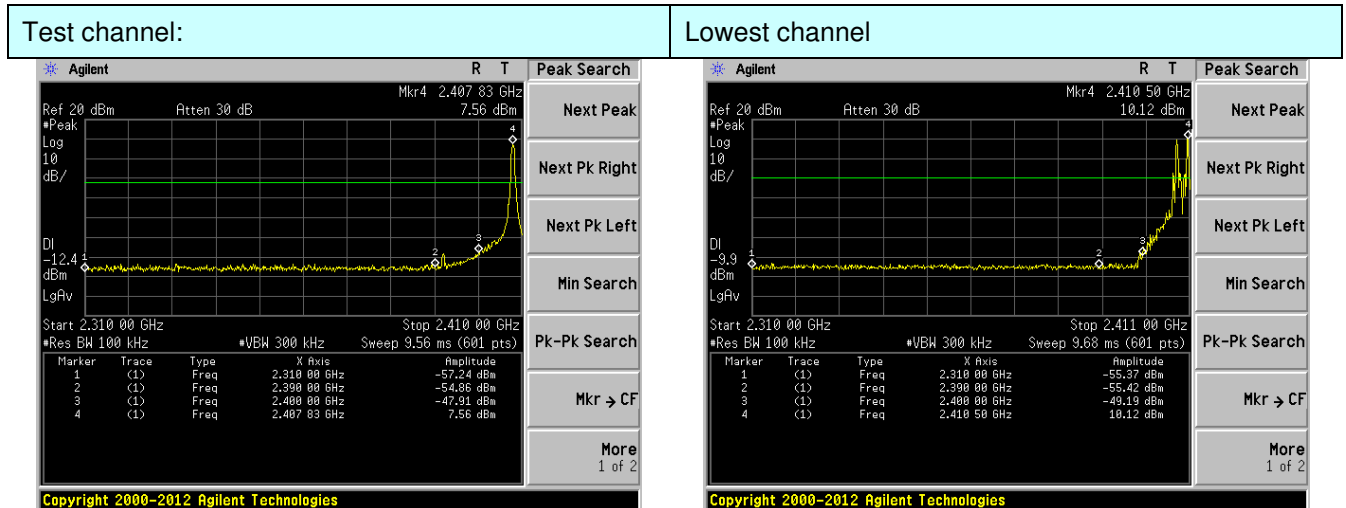 Test channel: Lowest channel
Agilent R T Peak Search
Mkr4 2.407 83 GHz
Ref 20 dBm Atten 30 dB 7.56 dBm
#Peak
Log
10
dB/
DI
-12.4
dBm
LgAv
1
2
3
4
Start 2.310 00 GHz Stop 2.410 00 GHz
#Res BW 100 kHz #VBW 300 kHz Sweep 9.56 ms (601 pts)
Marker Trace Type X Axis Amplitude
1 (1) Freq 2.310 00 GHz -57.24 dBm
2 (1) Freq 2.390 00 GHz -54.86 dBm
3 (1) Freq 2.400 00 GHz -47.91 dBm
4 (1) Freq 2.407 83 GHz 7.56 dBm
Next Peak
Next Pk Right
Next Pk Left
Min Search
Pk-Pk Search
Mkr → CF
More
1 of 2
Copyright 2000-2012 Agilent Technologies
Agilent R T Peak Search
Mkr4 2.410 50 GHz
Ref 20 dBm Atten 30 dB 10.12 dBm
#Peak
Log
10
dB/
DI
-9.9
dBm
LgAv
1
2
3
4
Start 2.310 00 GHz Stop 2.411 00 GHz
#Res BW 100 kHz #VBW 300 kHz Sweep 9.68 ms (601 pts)
Marker Trace Type X Axis Amplitude
1 (1) Freq 2.310 00 GHz -55.37 dBm
2 (1) Freq 2.390 00 GHz -55.42 dBm
3 (1) Freq 2.400 00 GHz -49.19 dBm
4 (1) Freq 2.410 50 GHz 10.12 dBm
Next Peak
Next Pk Right
Next Pk Left
Min Search
Pk-Pk Search
Mkr → CF
More
1 of 2
Copyright 2000-2012 Agilent Technologies